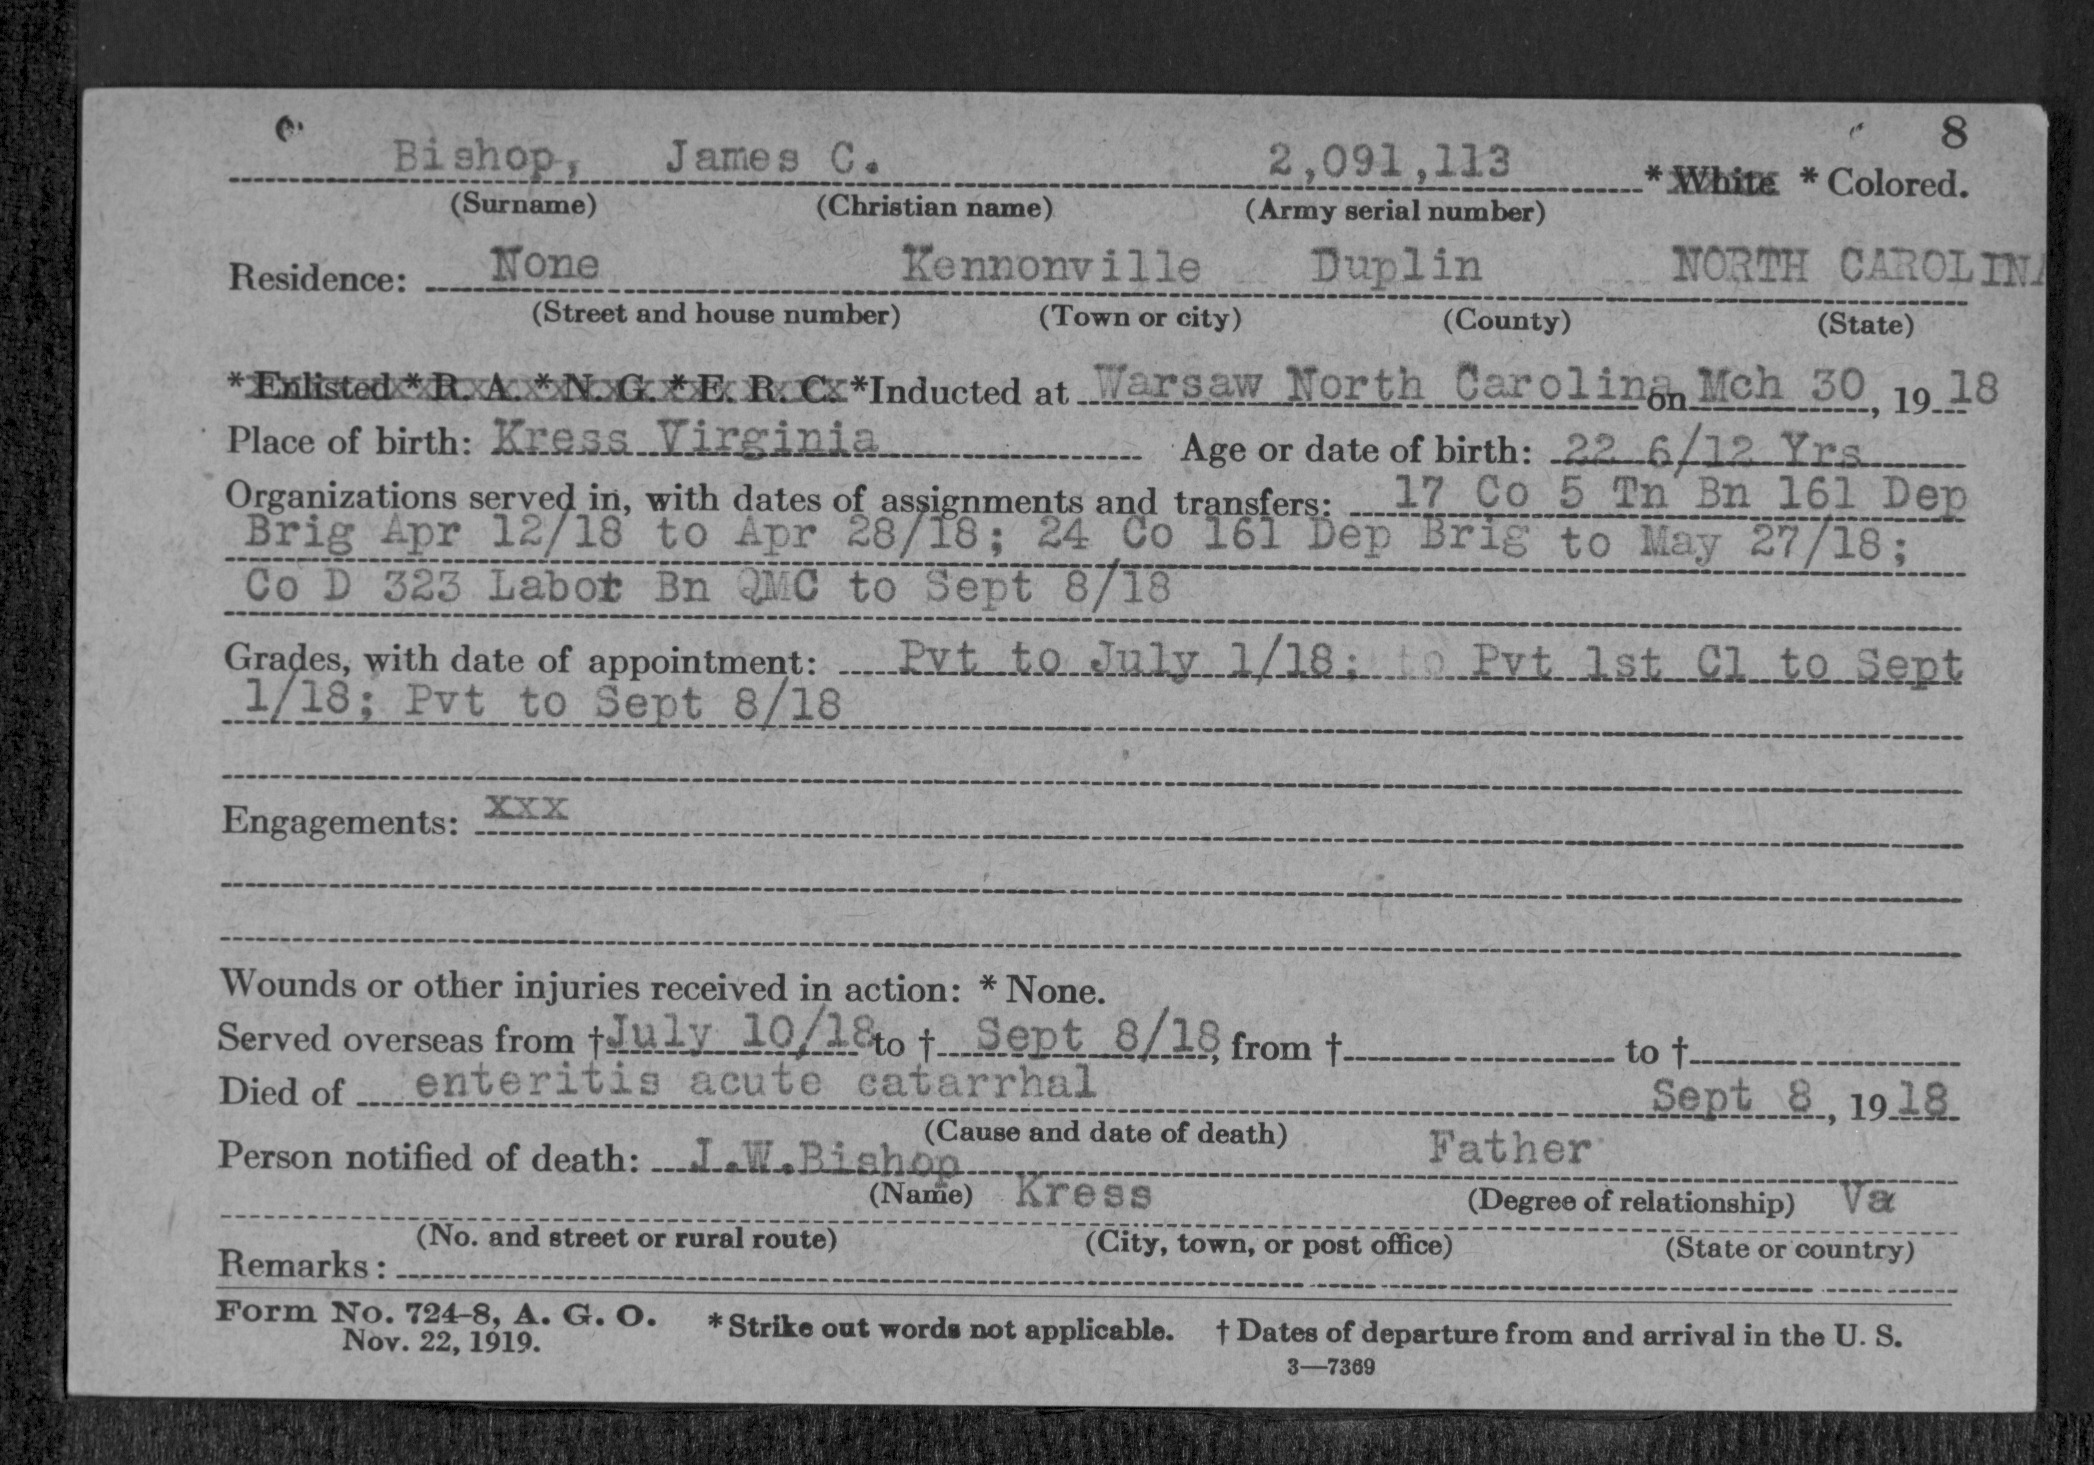 8
Bishop, James C. 2,091,113 *White *Colored.
(Surname) (Christian name) (Army serial number)
Residence: None Kennonville Duplin NORTH CAROLINA
(Street and house number) (Town or city) (County) (State)
*Enlisted *R. A. *N. G. *E. R. C. *Inducted at Warsaw North Carolina on Mch 30, 1918
Place of birth: Kress Virginia Age or date of birth: 22 6/12 Yrs
Organizations served in, with dates of assignments and transfers: 17 Co 5 Tn Bn 161 Dep
Brig Apr 12/18 to Apr 28/18; 24 Co 161 Dep Brig to May 27/18;
Co D 323 Labor Bn QMC to Sept 8/18
Grades, with date of appointment: Pvt to July 1/18; to Pvt 1st Cl to Sept
1/18; Pvt to Sept 8/18
Engagements: xxx
Wounds or other injuries received in action: * None.
Served overseas from † July 10/18 to † Sept 8/18, from † to †
Died of enteritis acute catarrhal Sept 8, 1918
(Cause and date of death)
Person notified of death: J.W.Bishop Father
(Name) (Degree of relationship)
Kress Va
(No. and street or rural route) (City, town, or post office) (State or country)
Remarks:
Form No. 724-8, A. G. O. *Strike out words not applicable. † Dates of departure from and arrival in the U. S.
Nov. 22, 1919.
3—7369